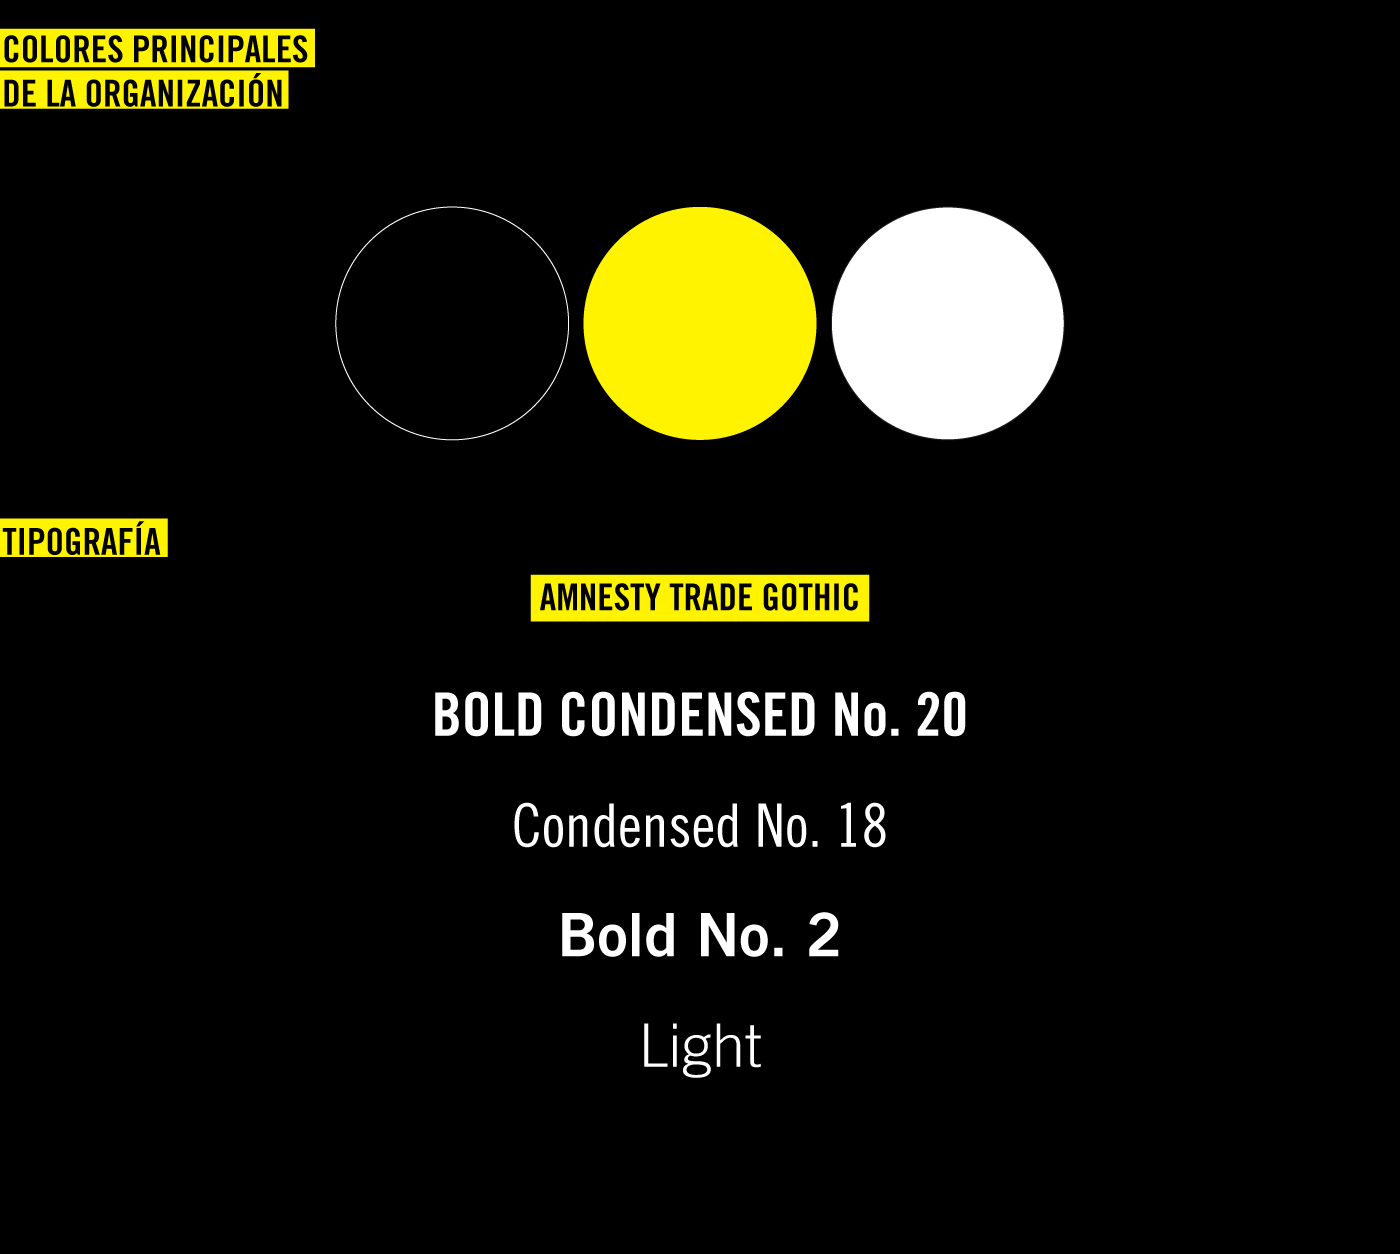 COLORES PRINCIPALES
DE LA ORGANIZACIÓN
TIPOGRAFÍA
AMNESTY TRADE GOTHIC
BOLD CONDENSED No. 20
Condensed No. 18
Bold No. 2
Light